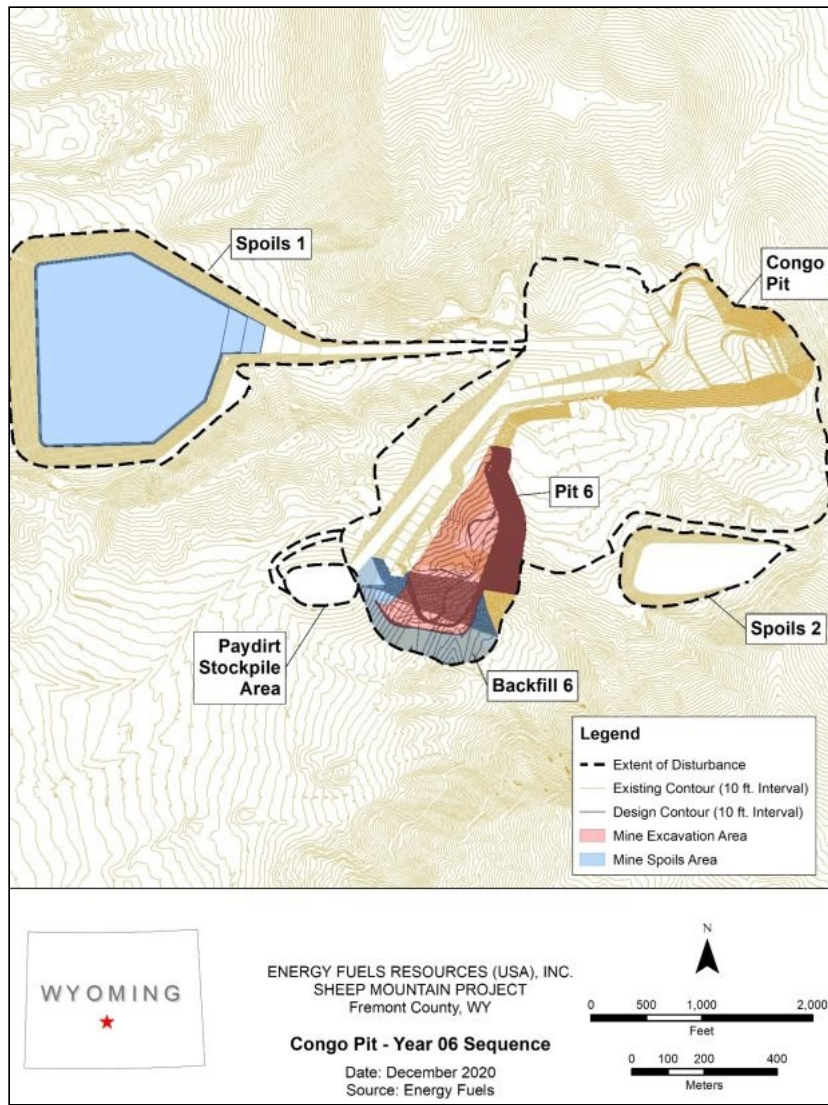 Spoils 1
Congo
Pit
Pit 6
Spoils 2
Paydirt
Stockpile
Area
Backfill 6
Legend
Extent of Disturbance
Existing Contour (10 ft. Interval)
Design Contour (10 ft. Interval)
Mine Excavation Area
Mine Spoils Area
WYOMING
ENERGY FUELS RESOURCES (USA), INC.
SHEEP MOUNTAIN PROJECT
Fremont County, WY
Congo Pit - Year 06 Sequence
Date: December 2020
Source: Energy Fuels
N
0 500 1,000 2,000
Feet
0 100 200 400
Meters